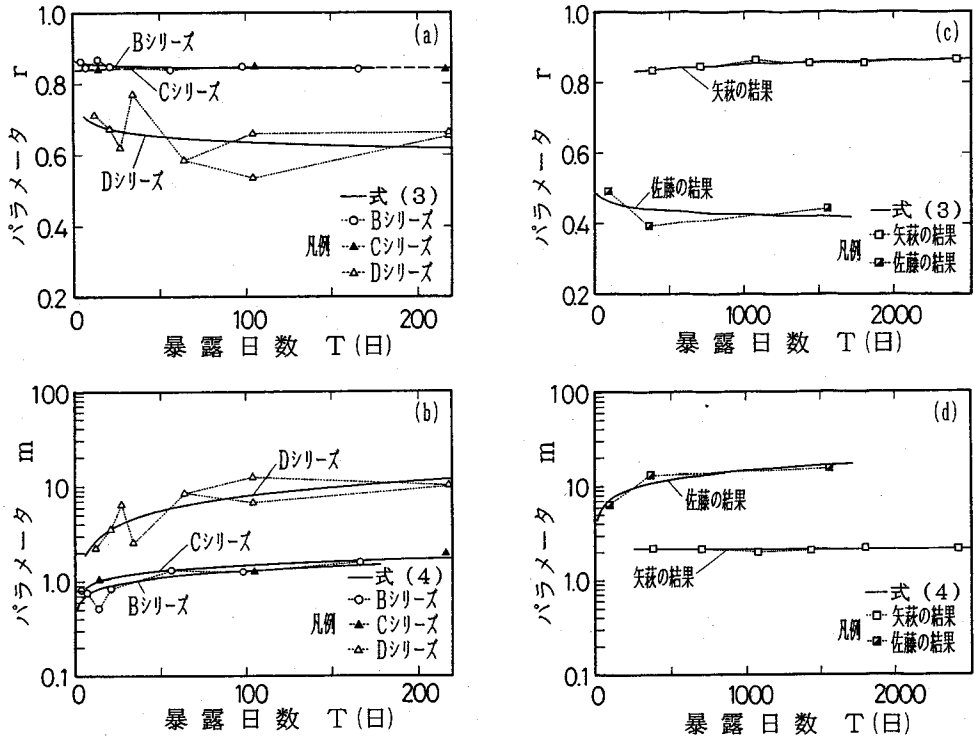 (a)
1.0
0.8
0.6
0.4
0.2
パラメータ r
Bシリーズ
Cシリーズ
Dシリーズ
式(3)
凡例
Bシリーズ
Cシリーズ
Dシリーズ
0
100
200
暴露日数 T(日)
(c)
1.0
0.8
0.6
0.4
0.2
パラメータ r
矢萩の結果
佐藤の結果
式(3)
凡例
矢萩の結果
佐藤の結果
0
1000
2000
暴露日数 T(日)
(b)
100
10
1.0
0.1
パラメータ m
Dシリーズ
Cシリーズ
Bシリーズ
式(4)
凡例
Bシリーズ
Cシリーズ
Dシリーズ
0
100
200
暴露日数 T(日)
(d)
100
10
1.0
0.1
パラメータ m
佐藤の結果
矢萩の結果
式(4)
凡例
矢萩の結果
佐藤の結果
0
1000
2000
暴露日数 T(日)